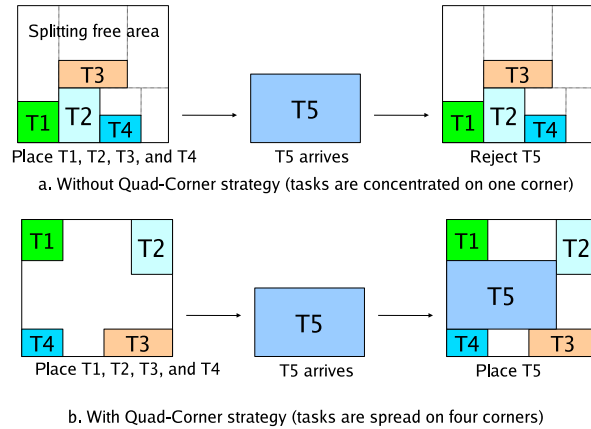 Splitting free area
T3
T1
T2
T4
T5
T3
T1
T2
T4
Place T1, T2, T3, and T4
T5 arrives
Reject T5
a. Without Quad-Corner strategy (tasks are concentrated on one corner)
T1
T2
T4
T3
T5
T1
T2
T5
T4
T3
Place T1, T2, T3, and T4
T5 arrives
Place T5
b. With Quad-Corner strategy (tasks are spread on four corners)